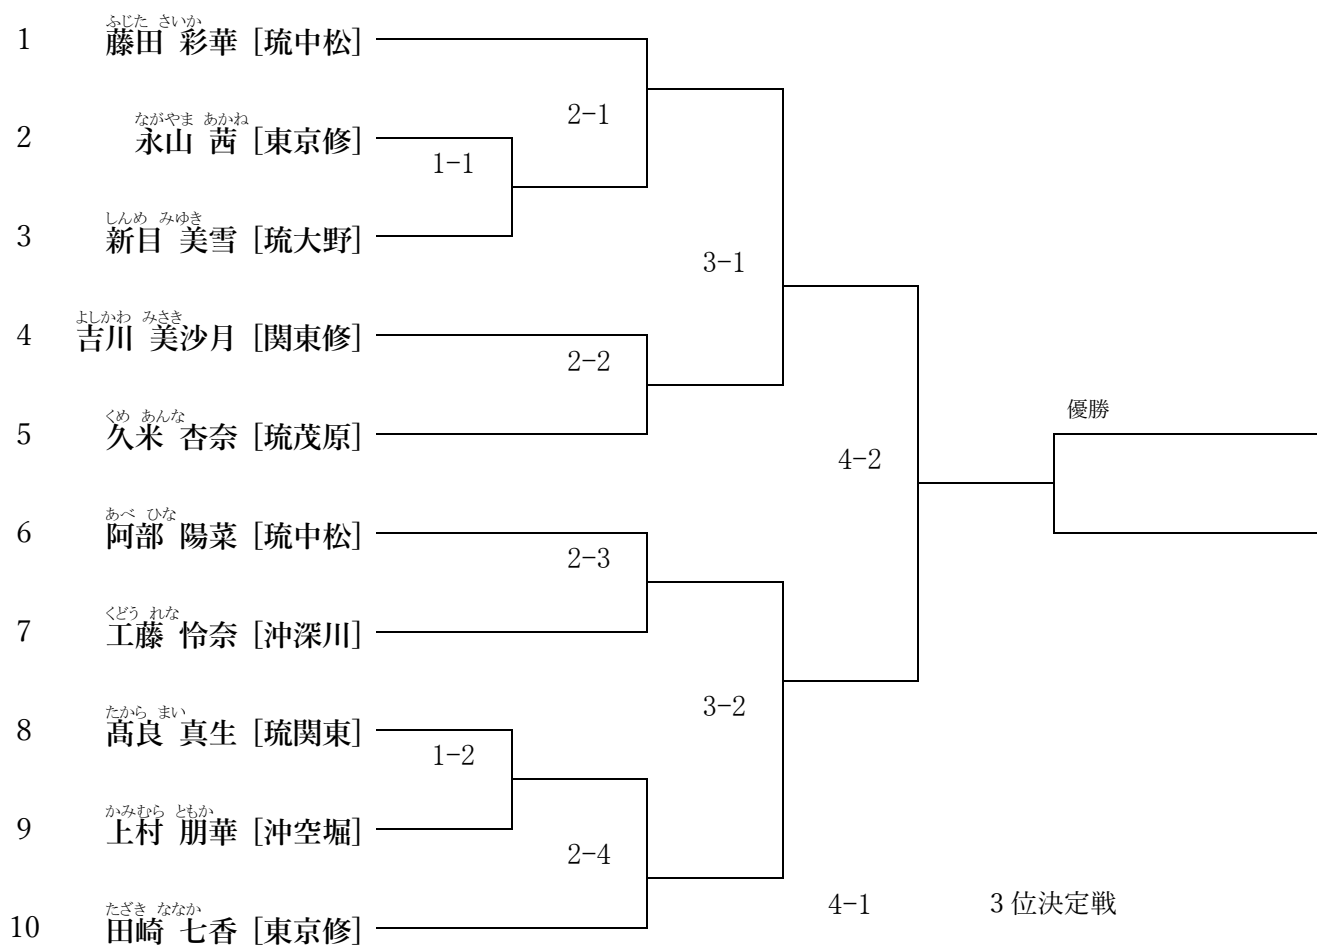 ふじた さいか
1 藤田 彩華 [琉中松]
2-1
ながやま あかね
2 永山 茜 [東京修]
1-1
しんめ みゆき
3 新目 美雪 [琉大野]
3-1
よしかわ みさき
4 吉川 美沙月 [関東修]
2-2
くめ あんな
5 久米 杏奈 [琉茂原]
優勝
4-2
あべ ひな
6 阿部 陽菜 [琉中松]
2-3
くどう れな
7 工藤 怜奈 [沖深川]
3-2
たから まい
8 髙良 真生 [琉関東]
1-2
かみむら ともか
9 上村 朋華 [沖空堀]
2-4
たざき ななか
10 田崎 七香 [東京修]
4-1 3位決定戦